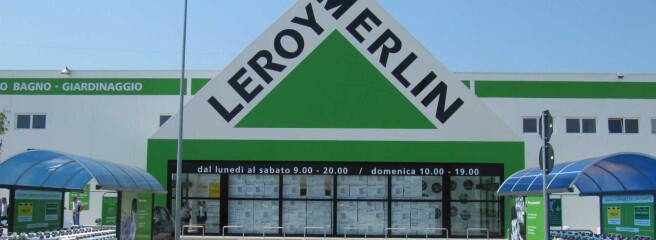 LEROY MERLIN
O BAGNO - GIARDINAGGIO
dal lunedì al sabato 9.00 - 20.00 / domenica 10.00 - 19.00